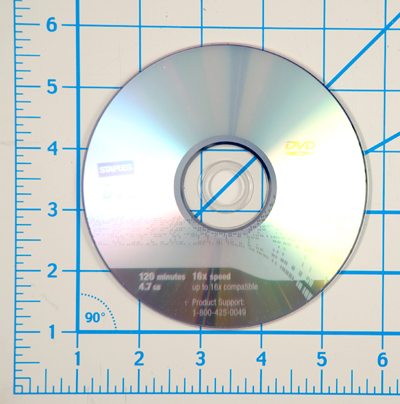 6
5
4
3
2
1
STAPLES
DVD
120 minutes 16x speed
4.7 GB up to 16x compatible
Product Support:
1-800-425-0049
90°
1 2 3 4 5 6